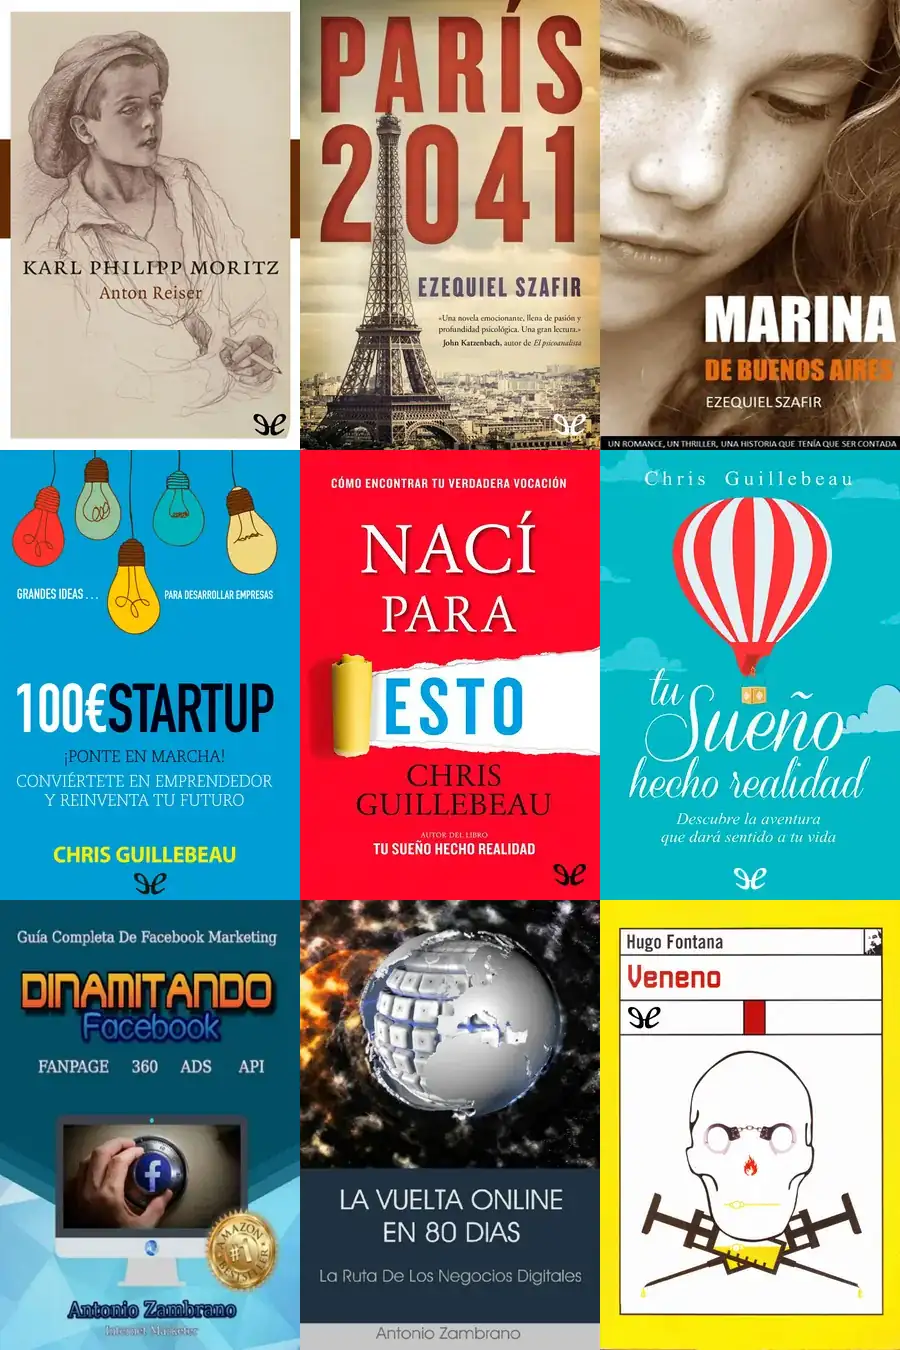 KARL PHILIPP MORITZ
Anton Reiser
PARÍS
2041
EZEQUIEL SZAFIR
«Una novela emocionante, llena de pasión y
profundidad psicológica. Una gran lectura.»
John Katzenbach, autor de El psicoanalista
MARINA
DE BUENOS AIRES
EZEQUIEL SZAFIR
UN ROMANCE, UN THRILLER, UNA HISTORIA QUE TENÍA QUE SER CONTADA
GRANDES IDEAS . . . PARA DESARROLLAR EMPRESAS
100€STARTUP
¡PONTE EN MARCHA!
CONVIÉRTETE EN EMPRENDEDOR
Y REINVENTA TU FUTURO
CHRIS GUILLEBEAU
CÓMO ENCONTRAR TU VERDADERA VOCACIÓN
NACÍ
PARA
ESTO
CHRIS
GUILLEBEAU
AUTOR DEL LIBRO
TU SUEÑO HECHO REALIDAD
Chris Guillebeau
tu
Sueño
hecho realidad
Descubre la aventura
que dará sentido a tu vida
Guía Completa De Facebook Marketing
DINAMITANDO
Facebook
FANPAGE 360 ADS API
f
AMAZON
#1
BESTSELLER
Antonio Zambrano
Internet Marketer
LA VUELTA ONLINE
EN 80 DIAS
La Ruta De Los Negocios Digitales
Antonio Zambrano
Hugo Fontana
Veneno